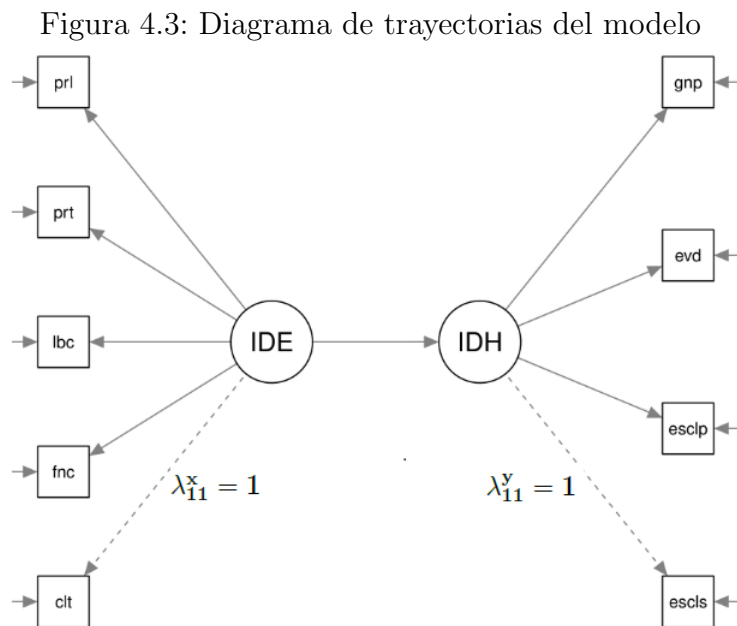 Figura 4.3: Diagrama de trayectorias del modelo
prl
gnp
prt
evd
lbc
IDE
IDH
esclp
fnc
λ^x_11 = 1
λ^y_11 = 1
clt
escls